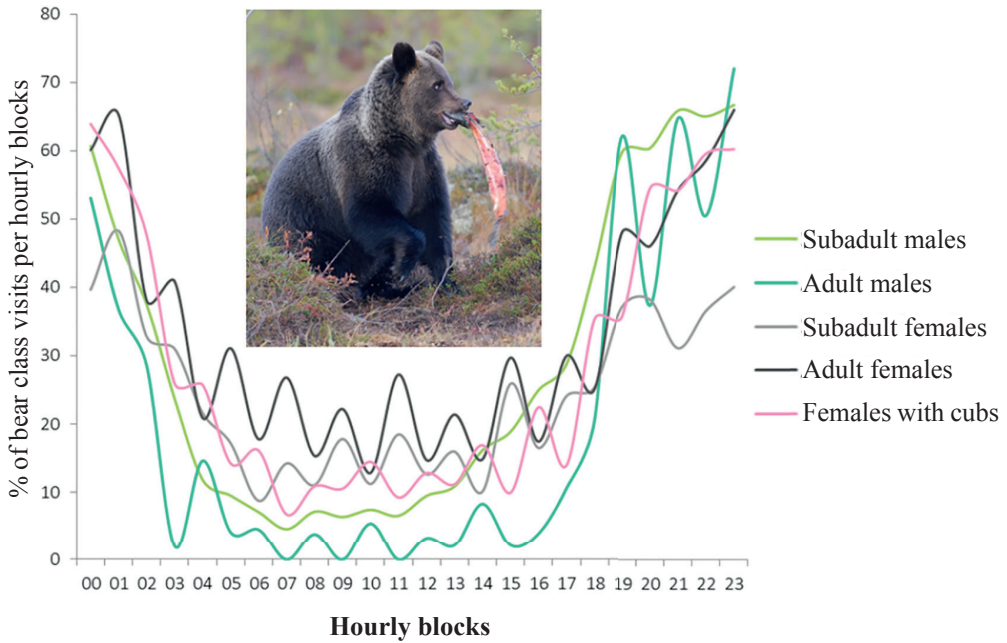 80
70
60
50
40
30
20
10
0
% of bear class visits per hourly blocks
00 01 02 03 04 05 06 07 08 09 10 11 12 13 14 15 16 17 18 19 20 21 22 23
Hourly blocks
Subadult males
Adult males
Subadult females
Adult females
Females with cubs